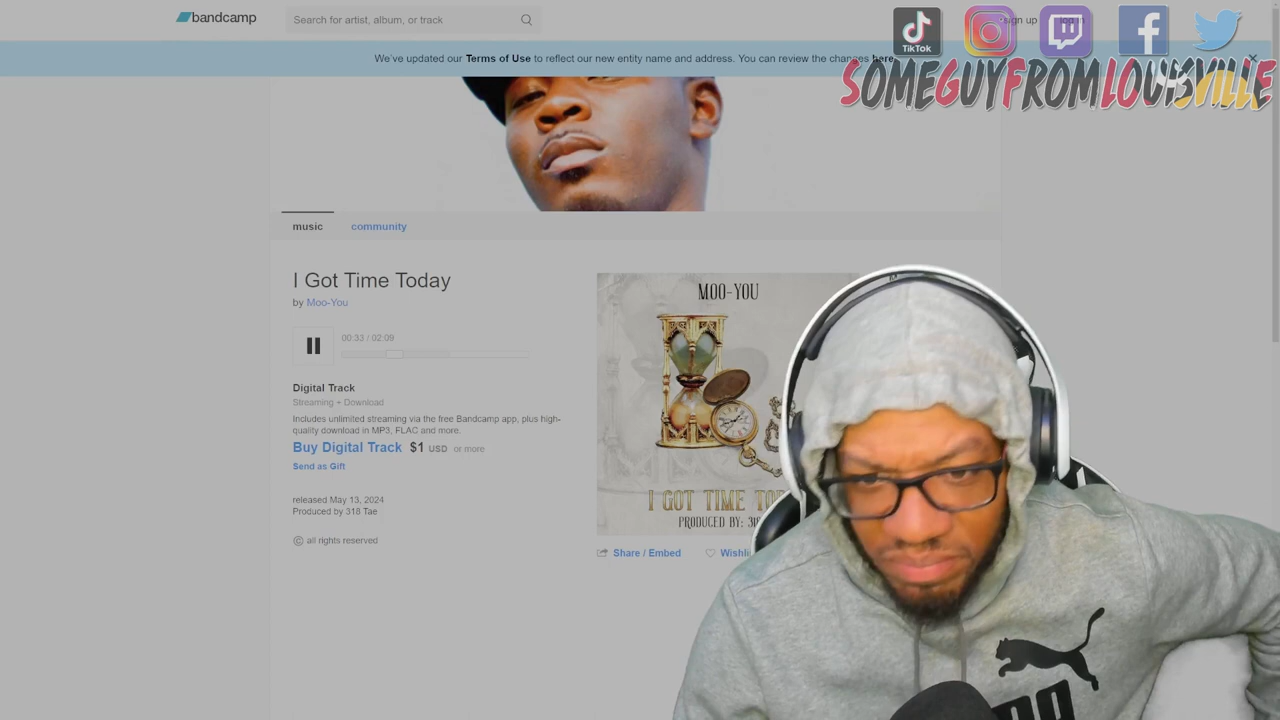 bandcamp
Search for artist, album, or track
sign up
log in
TikTok
We've updated our Terms of Use to reflect our new entity name and address. You can review the changes here.
SOMEGUYFROMLOUISVILLE
music
community
I Got Time Today
by Moo-You
00:33 / 02:09
Digital Track
Streaming + Download
Includes unlimited streaming via the free Bandcamp app, plus high-
quality download in MP3, FLAC and more.
Buy Digital Track $1 USD or more
Send as Gift
released May 13, 2024
Produced by 318 Tae
© all rights reserved
MOO-YOU
I GOT TIME
PRODUCED BY:
Share / Embed